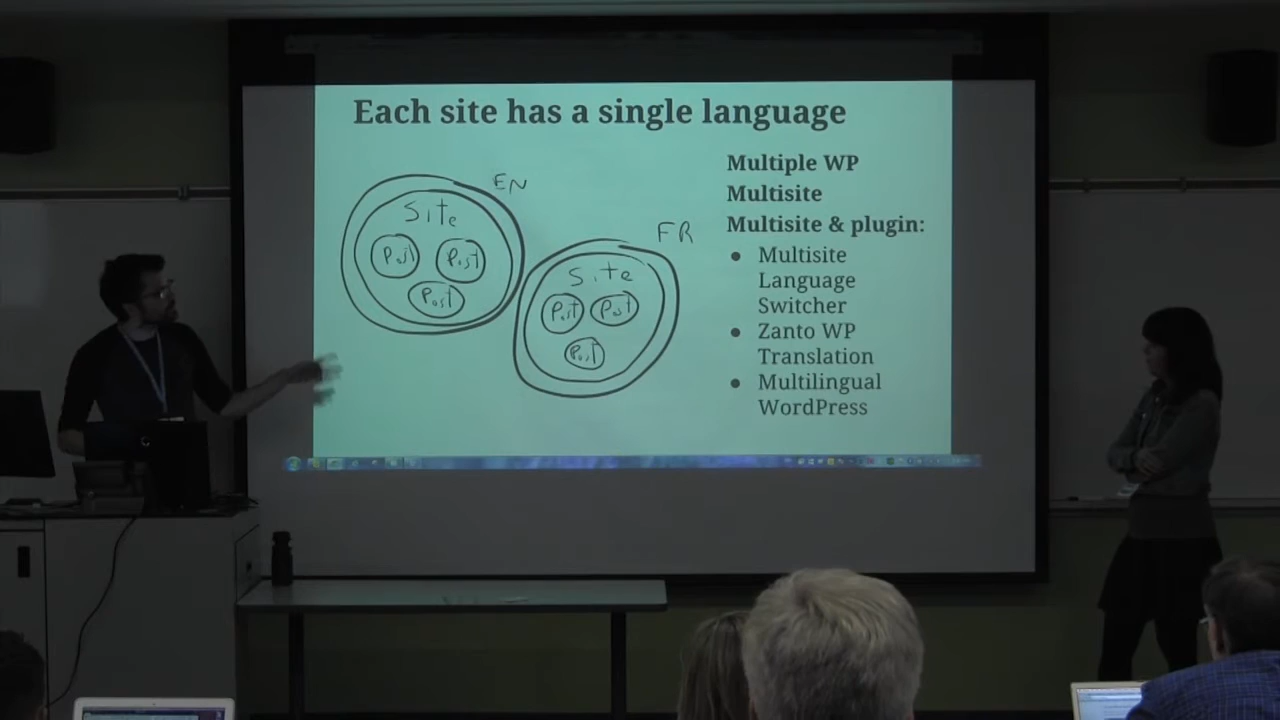 Each site has a single language
EN
Site
Post Post
Post
FR
Site
Post Post
Post
Multiple WP
Multisite
Multisite & plugin:
● Multisite
Language
Switcher
● Zanto WP
Translation
● Multilingual
WordPress